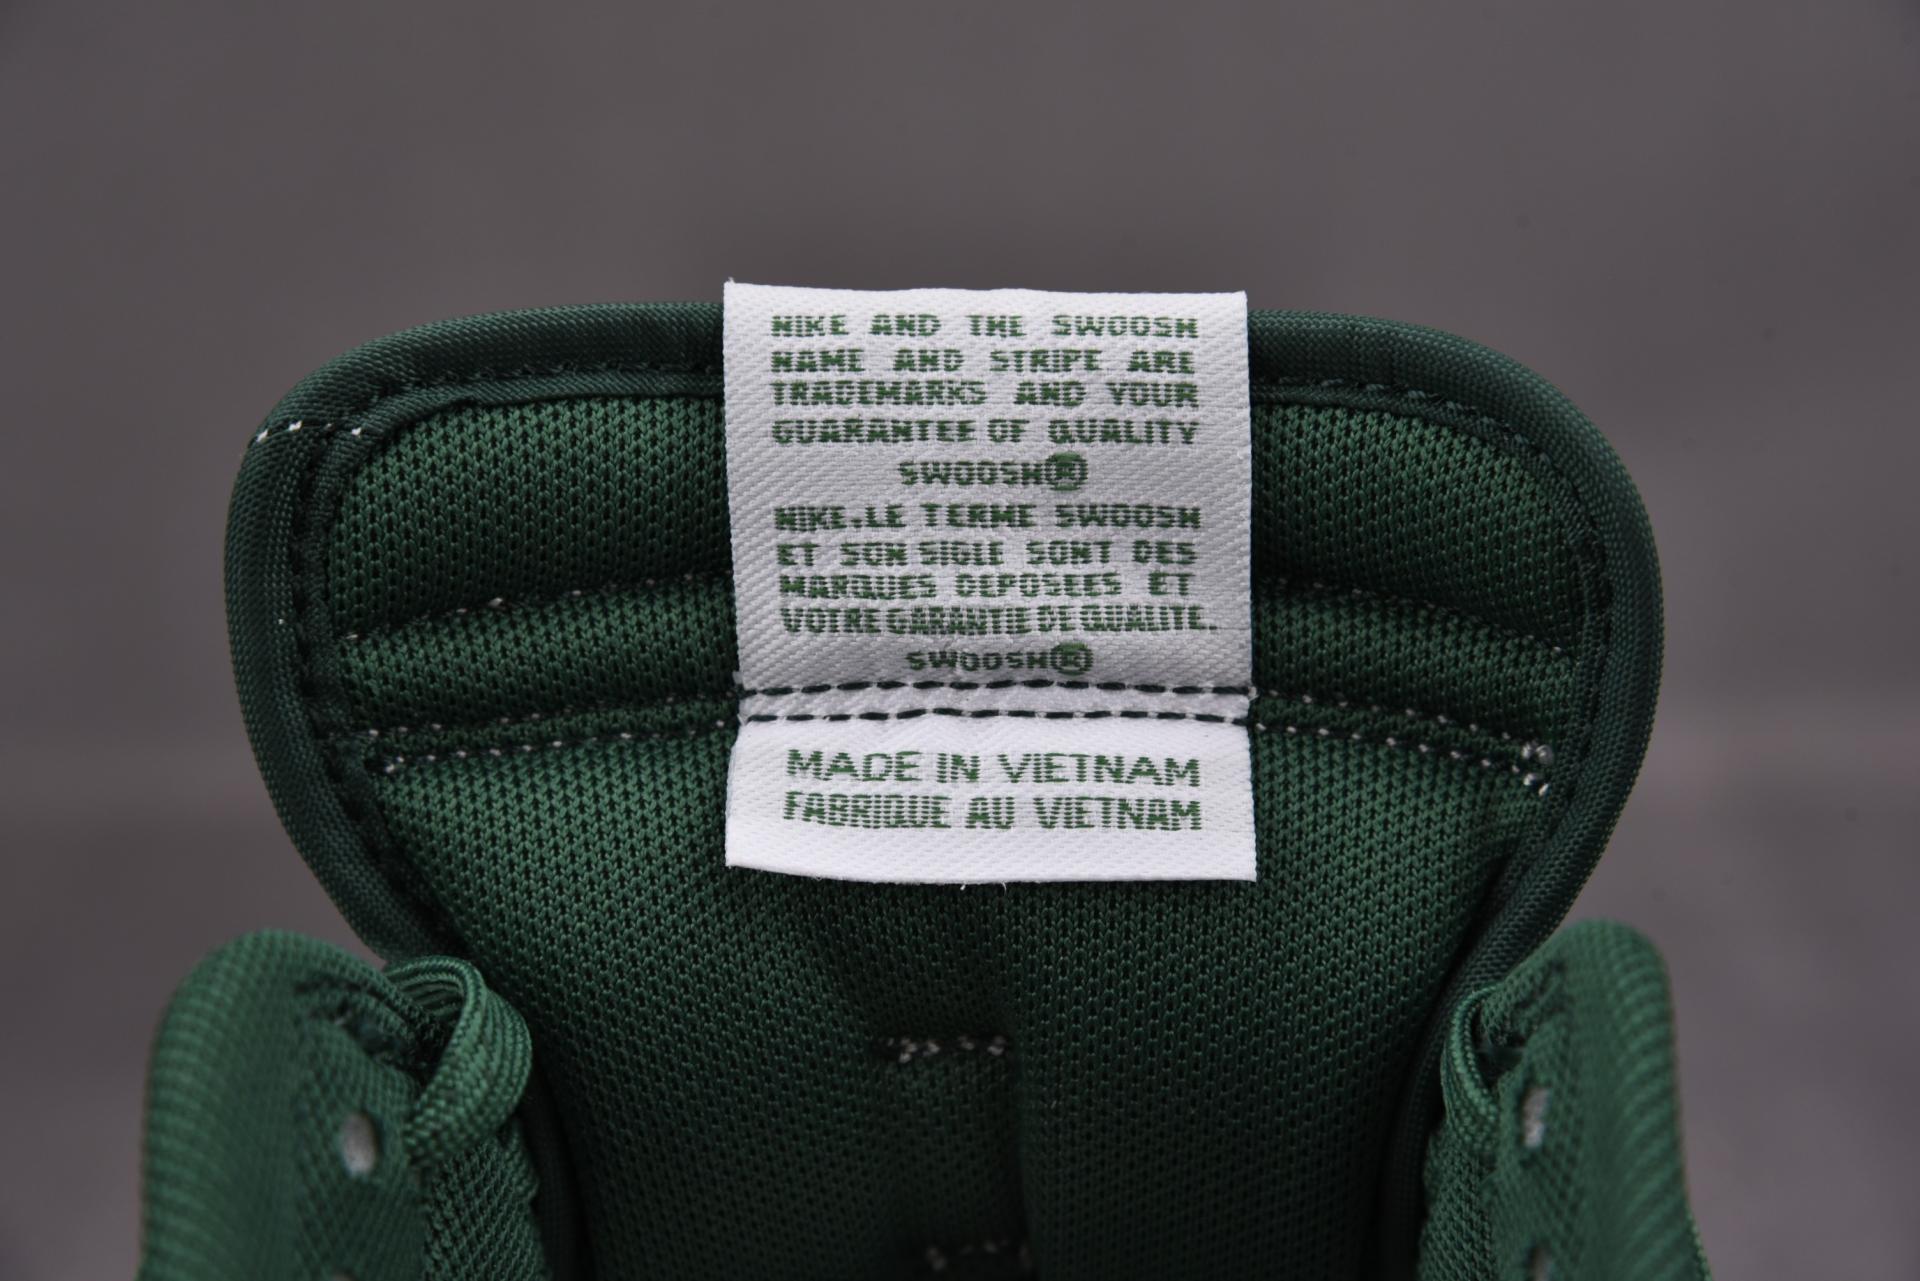 NIKE AND THE SWOOSH
NAME AND STRIPE ARE
TRADEMARKS AND YOUR
GUARANTEE OF QUALITY
SWOOSH®
NIKE.LE TERME SWOOSH
ET SON SIGLE SONT DES
MARQUES DEPOSEES ET
VOTRE GARANTIE DE QUALITE.
SWOOSH®
MADE IN VIETNAM
FABRIQUE AU VIETNAM